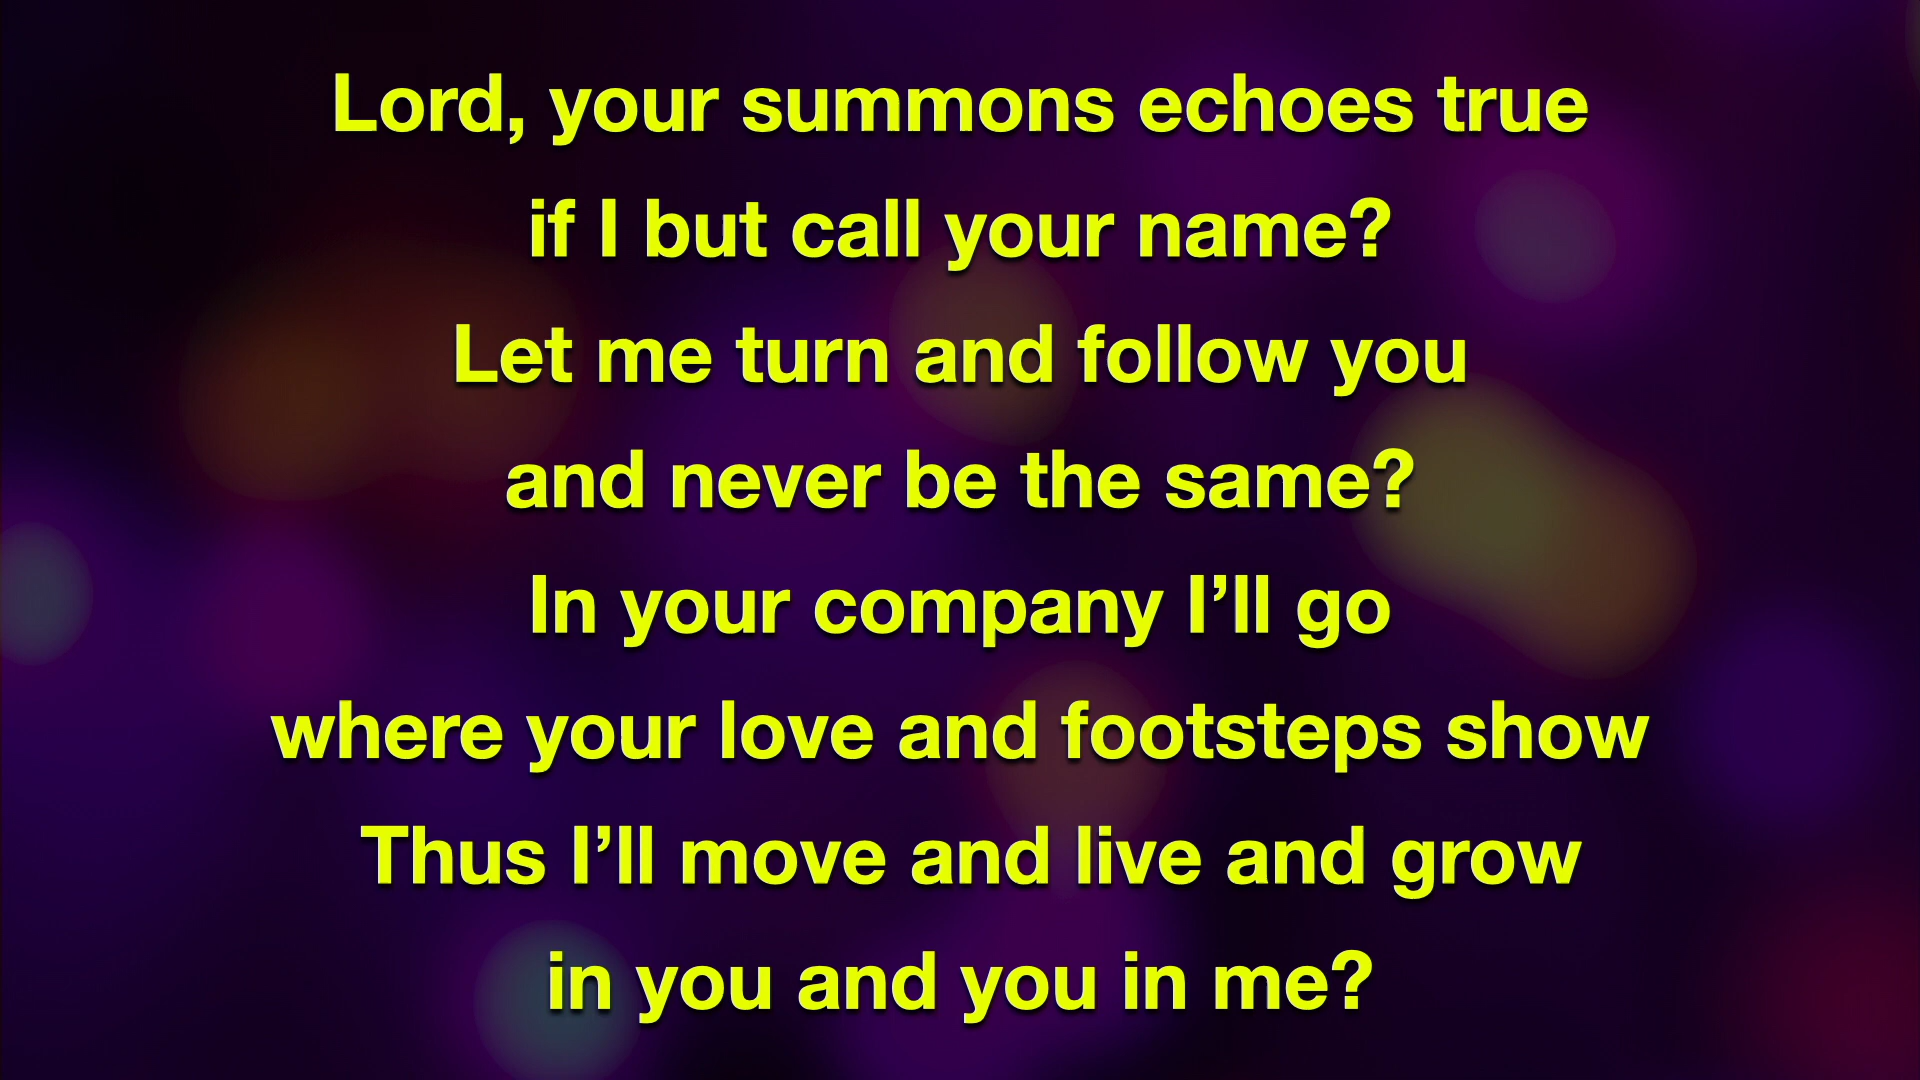 Lord, your summons echoes true
if I but call your name?
Let me turn and follow you
and never be the same?
In your company I’ll go
where your love and footsteps show
Thus I’ll move and live and grow
in you and you in me?